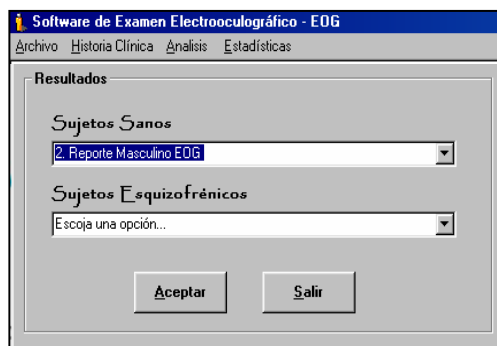 Software de Examen Electrooculográfico - EOG
Archivo Historia Clínica Analisis Estadísticas
Resultados
Sujetos Sanos
2. Reporte Masculino EOG
Sujetos Esquizofrénicos
Escoja una opción...
Aceptar Salir